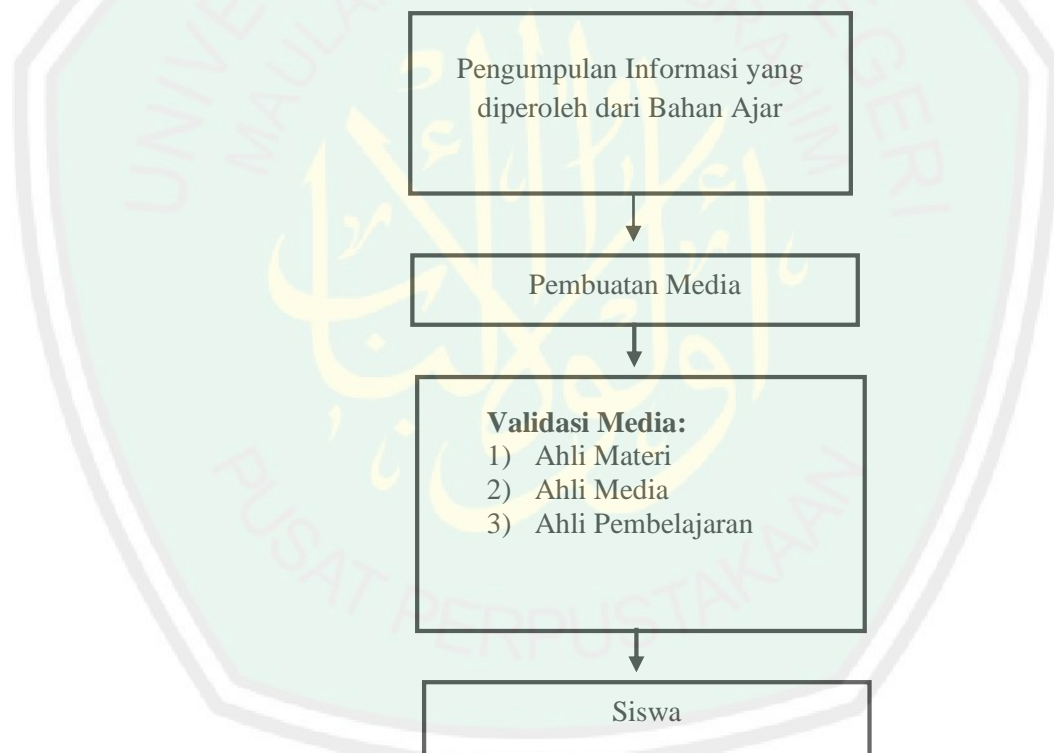 Pengumpulan Informasi yang
diperoleh dari Bahan Ajar
Pembuatan Media
Validasi Media:
1) Ahli Materi
2) Ahli Media
3) Ahli Pembelajaran
Siswa
PUSAT PERPUSTAKAAN